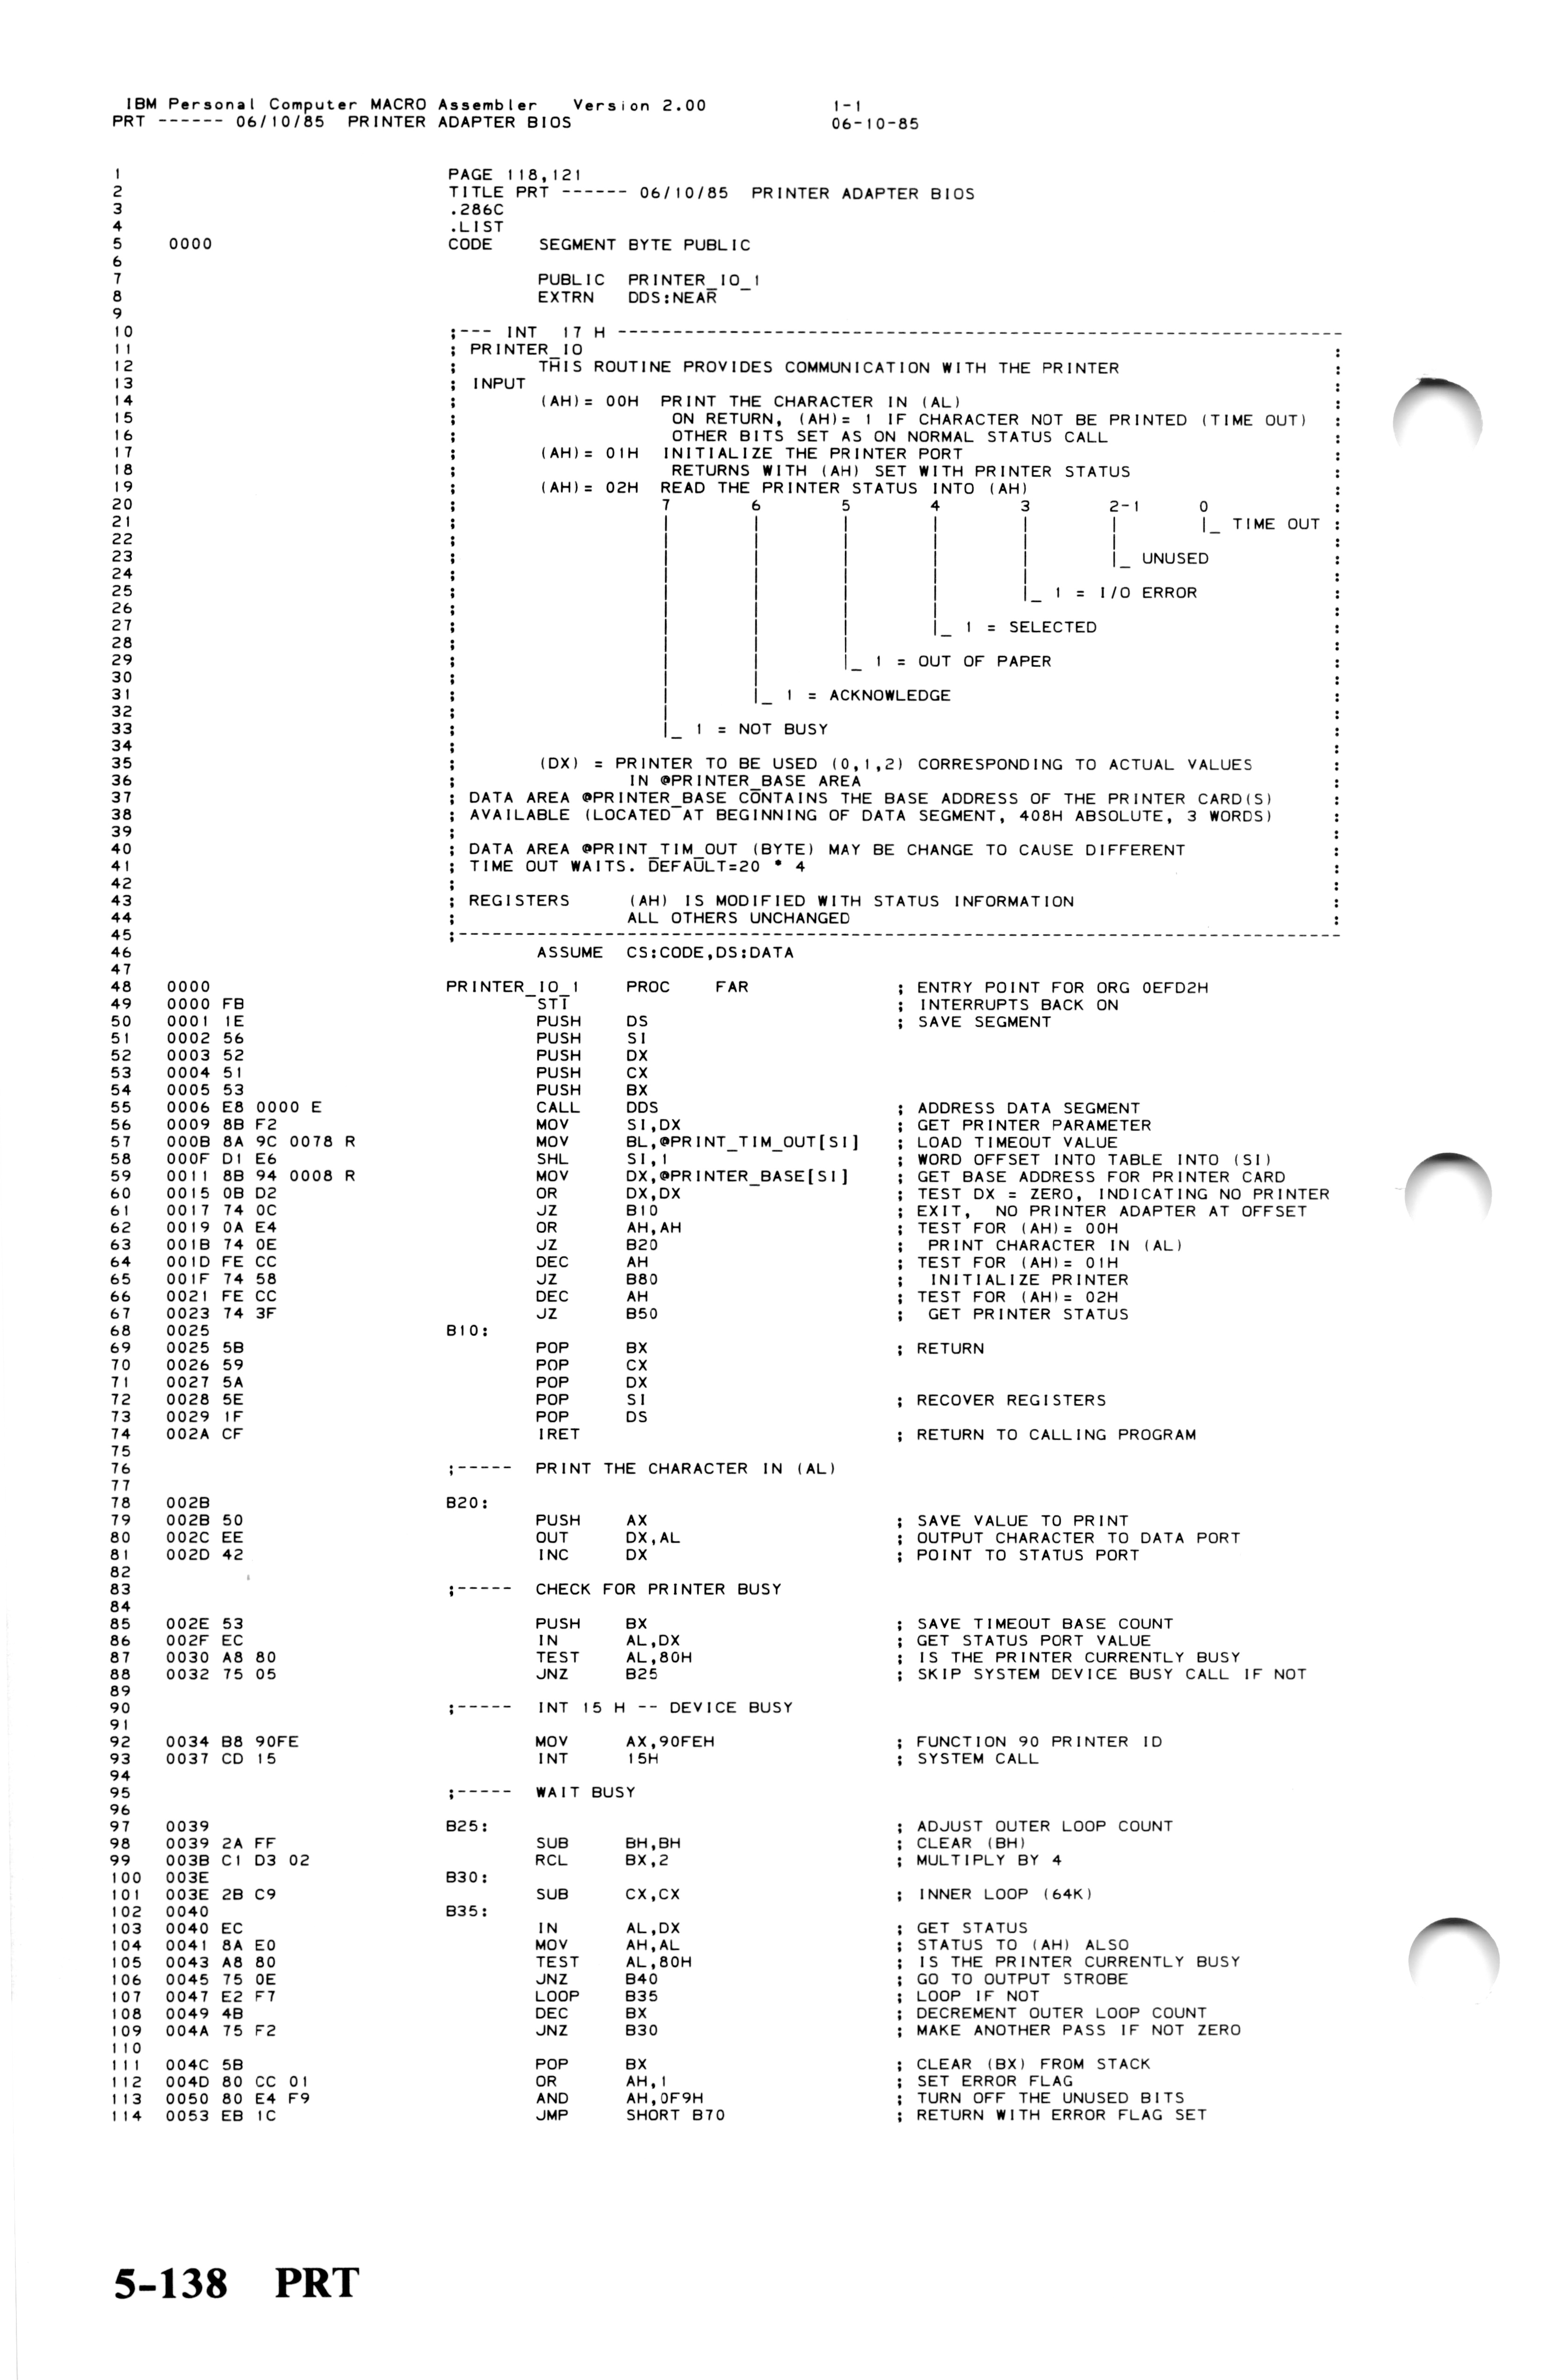 IBM Personal Computer MACRO Assembler    Version 2.00              1-1
PRT ------ 06/10/85  PRINTER ADAPTER BIOS                          06-10-85
1                                   PAGE 118,121
2                                   TITLE PRT ------ 06/10/85  PRINTER ADAPTER BIOS
3                                   .286C
4                                   .LIST
5    0000                           CODE    SEGMENT BYTE PUBLIC
6
7                                           PUBLIC  PRINTER_IO_1
8                                           EXTRN   DDS:NEAR
9
10                                  ;--- INT  17 H -------------------------------------------------------------------------------
11                                  ; PRINTER_IO                                                                  :
12                                  ;       THIS ROUTINE PROVIDES COMMUNICATION WITH THE PRINTER                  :
13                                  ; INPUT                                                                       :
14                                  ;       (AH)= 00H  PRINT THE CHARACTER IN (AL)                                :
15                                  ;                   ON RETURN, (AH)= 1 IF CHARACTER NOT BE PRINTED (TIME OUT) :
16                                  ;                   OTHER BITS SET AS ON NORMAL STATUS CALL                   :
17                                  ;       (AH)= 01H  INITIALIZE THE PRINTER PORT                                :
18                                  ;                   RETURNS WITH (AH) SET WITH PRINTER STATUS                 :
19                                  ;       (AH)= 02H  READ THE PRINTER STATUS INTO (AH)                          :
20                                  ;                  7       6       5       4       3       2-1     0          :
21                                  ;                  |       |       |       |       |       |       |_ TIME OUT :
22                                  ;                  |       |       |       |       |       |                  :
23                                  ;                  |       |       |       |       |       |_ UNUSED          :
24                                  ;                  |       |       |       |       |                          :
25                                  ;                  |       |       |       |       |_ 1 = I/O ERROR           :
26                                  ;                  |       |       |       |                                  :
27                                  ;                  |       |       |       |_ 1 = SELECTED                    :
28                                  ;                  |       |       |                                          :
29                                  ;                  |       |       |_ 1 = OUT OF PAPER                        :
30                                  ;                  |       |                                                  :
31                                  ;                  |       |_ 1 = ACKNOWLEDGE                                 :
32                                  ;                  |                                                          :
33                                  ;                  |_ 1 = NOT BUSY                                            :
34                                  ;                                                                             :
35                                  ;       (DX) = PRINTER TO BE USED (0,1,2) CORRESPONDING TO ACTUAL VALUES      :
36                                  ;               IN @PRINTER_BASE AREA                                         :
37                                  ; DATA AREA @PRINTER_BASE CONTAINS THE BASE ADDRESS OF THE PRINTER CARD(S)    :
38                                  ; AVAILABLE (LOCATED AT BEGINNING OF DATA SEGMENT, 408H ABSOLUTE, 3 WORDS)    :
39                                  ;                                                                             :
40                                  ; DATA AREA @PRINT_TIM_OUT (BYTE) MAY BE CHANGE TO CAUSE DIFFERENT            :
41                                  ; TIME OUT WAITS. DEFAULT=20 * 4                                              :
42                                  ;                                                                             :
43                                  ; REGISTERS     (AH) IS MODIFIED WITH STATUS INFORMATION                      :
44                                  ;               ALL OTHERS UNCHANGED                                          :
45                                  ;-------------------------------------------------------------------------------
46                                          ASSUME  CS:CODE,DS:DATA
47
48   0000                           PRINTER_IO_1    PROC    FAR             ; ENTRY POINT FOR ORG 0EFD2H
49   0000 FB                                STI                             ; INTERRUPTS BACK ON
50   0001 1E                                PUSH    DS                      ; SAVE SEGMENT
51   0002 56                                PUSH    SI
52   0003 52                                PUSH    DX
53   0004 51                                PUSH    CX
54   0005 53                                PUSH    BX
55   0006 E8 0000 E                         CALL    DDS                     ; ADDRESS DATA SEGMENT
56   0009 8B F2                             MOV     SI,DX                   ; GET PRINTER PARAMETER
57   000B 8A 9C 0078 R                      MOV     BL,@PRINT_TIM_OUT[SI]   ; LOAD TIMEOUT VALUE
58   000F D1 E6                             SHL     SI,1                    ; WORD OFFSET INTO TABLE INTO (SI)
59   0011 8B 94 0008 R                      MOV     DX,@PRINTER_BASE[SI]    ; GET BASE ADDRESS FOR PRINTER CARD
60   0015 0B D2                             OR      DX,DX                   ; TEST DX = ZERO, INDICATING NO PRINTER
61   0017 74 0C                             JZ      B10                     ; EXIT,  NO PRINTER ADAPTER AT OFFSET
62   0019 0A E4                             OR      AH,AH                   ; TEST FOR (AH)= 00H
63   001B 74 0E                             JZ      B20                     ;  PRINT CHARACTER IN (AL)
64   001D FE CC                             DEC     AH                      ; TEST FOR (AH)= 01H
65   001F 74 58                             JZ      B80                     ;  INITIALIZE PRINTER
66   0021 FE CC                             DEC     AH                      ; TEST FOR (AH)= 02H
67   0023 74 3F                             JZ      B50                     ;  GET PRINTER STATUS
68   0025                           B10:
69   0025 5B                                POP     BX                      ; RETURN
70   0026 59                                POP     CX
71   0027 5A                                POP     DX
72   0028 5E                                POP     SI                      ; RECOVER REGISTERS
73   0029 1F                                POP     DS
74   002A CF                                IRET                            ; RETURN TO CALLING PROGRAM
75
76                                  ;-----  PRINT THE CHARACTER IN (AL)
77
78   002B                           B20:
79   002B 50                                PUSH    AX                      ; SAVE VALUE TO PRINT
80   002C EE                                OUT     DX,AL                   ; OUTPUT CHARACTER TO DATA PORT
81   002D 42                                INC     DX                      ; POINT TO STATUS PORT
82
83                                  ;-----  CHECK FOR PRINTER BUSY
84
85   002E 53                                PUSH    BX                      ; SAVE TIMEOUT BASE COUNT
86   002F EC                                IN      AL,DX                   ; GET STATUS PORT VALUE
87   0030 A8 80                             TEST    AL,80H                  ; IS THE PRINTER CURRENTLY BUSY
88   0032 75 05                             JNZ     B25                     ; SKIP SYSTEM DEVICE BUSY CALL IF NOT
89
90                                  ;-----  INT 15 H -- DEVICE BUSY
91
92   0034 B8 90FE                           MOV     AX,90FEH                ; FUNCTION 90 PRINTER ID
93   0037 CD 15                             INT     15H                     ; SYSTEM CALL
94
95                                  ;-----  WAIT BUSY
96
97   0039                           B25:                                    ; ADJUST OUTER LOOP COUNT
98   0039 2A FF                             SUB     BH,BH                   ; CLEAR (BH)
99   003B C1 D3 02                          RCL     BX,2                    ; MULTIPLY BY 4
100  003E                           B30:
101  003E 2B C9                             SUB     CX,CX                   ; INNER LOOP (64K)
102  0040                           B35:
103  0040 EC                                IN      AL,DX                   ; GET STATUS
104  0041 8A E0                             MOV     AH,AL                   ; STATUS TO (AH) ALSO
105  0043 A8 80                             TEST    AL,80H                  ; IS THE PRINTER CURRENTLY BUSY
106  0045 75 0E                             JNZ     B40                     ; GO TO OUTPUT STROBE
107  0047 E2 F7                             LOOP    B35                     ; LOOP IF NOT
108  0049 4B                                DEC     BX                      ; DECREMENT OUTER LOOP COUNT
109  004A 75 F2                             JNZ     B30                     ; MAKE ANOTHER PASS IF NOT ZERO
110
111  004C 5B                                POP     BX                      ; CLEAR (BX) FROM STACK
112  004D 80 CC 01                          OR      AH,1                    ; SET ERROR FLAG
113  0050 80 E4 F9                          AND     AH,0F9H                 ; TURN OFF THE UNUSED BITS
114  0053 EB 1C                             JMP     SHORT B70               ; RETURN WITH ERROR FLAG SET
5-138   PRT